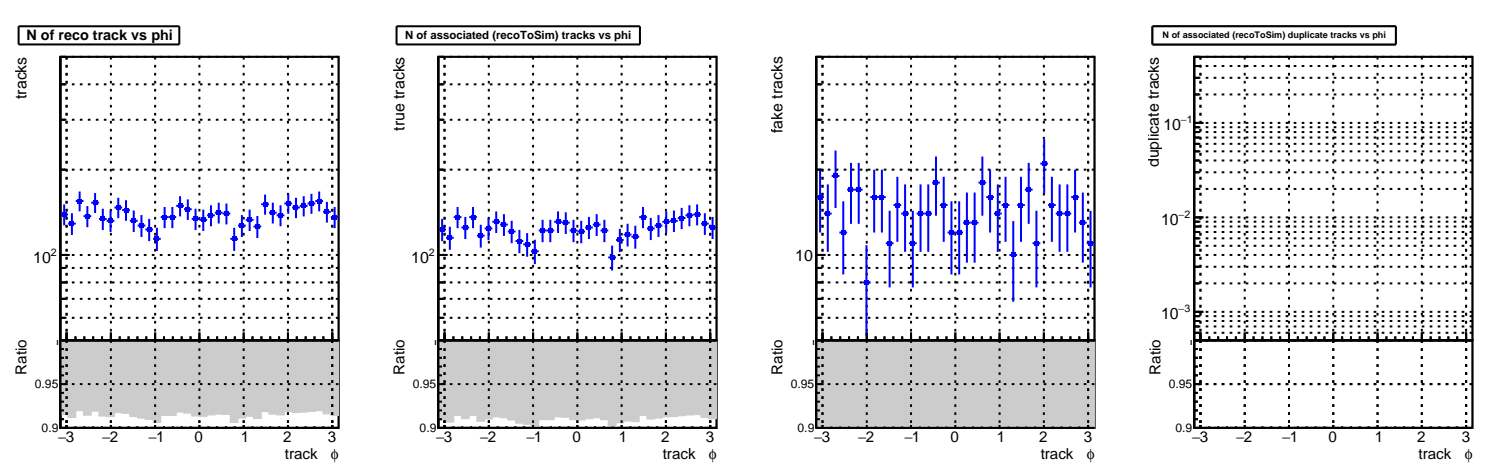 N of reco track vs phi
tracks
10²
Ratio
0.95
0.9
−3 −2 −1 0 1 2 3
track ϕ
N of associated (recoToSim) tracks vs phi
true tracks
10²
Ratio
0.95
0.9
−3 −2 −1 0 1 2 3
track ϕ
fake tracks
10
Ratio
0.95
0.9
−3 −2 −1 0 1 2 3
track ϕ
N of associated (recoToSim) duplicate tracks vs phi
duplicate tracks
10⁻¹
10⁻²
10⁻³
Ratio
0.95
0.9
−3 −2 −1 0 1 2 3
track ϕ